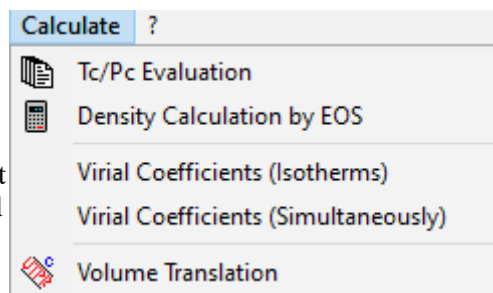 Calculate ?
Tc/Pc Evaluation
Density Calculation by EOS
Virial Coefficients (Isotherms)
Virial Coefficients (Simultaneously)
Volume Translation